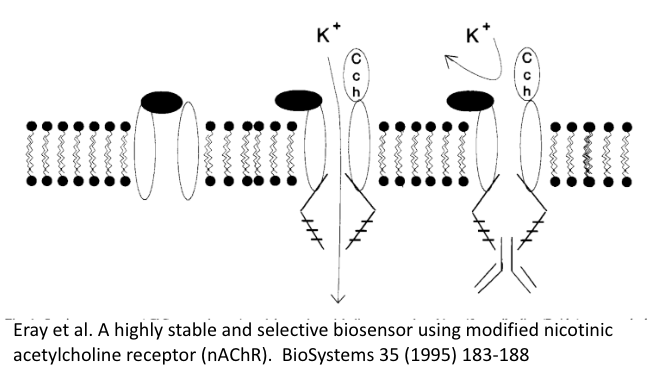 K+
K+
C
c
h
C
c
h
Eray et al. A highly stable and selective biosensor using modified nicotinic
acetylcholine receptor (nAChR).  BioSystems 35 (1995) 183-188